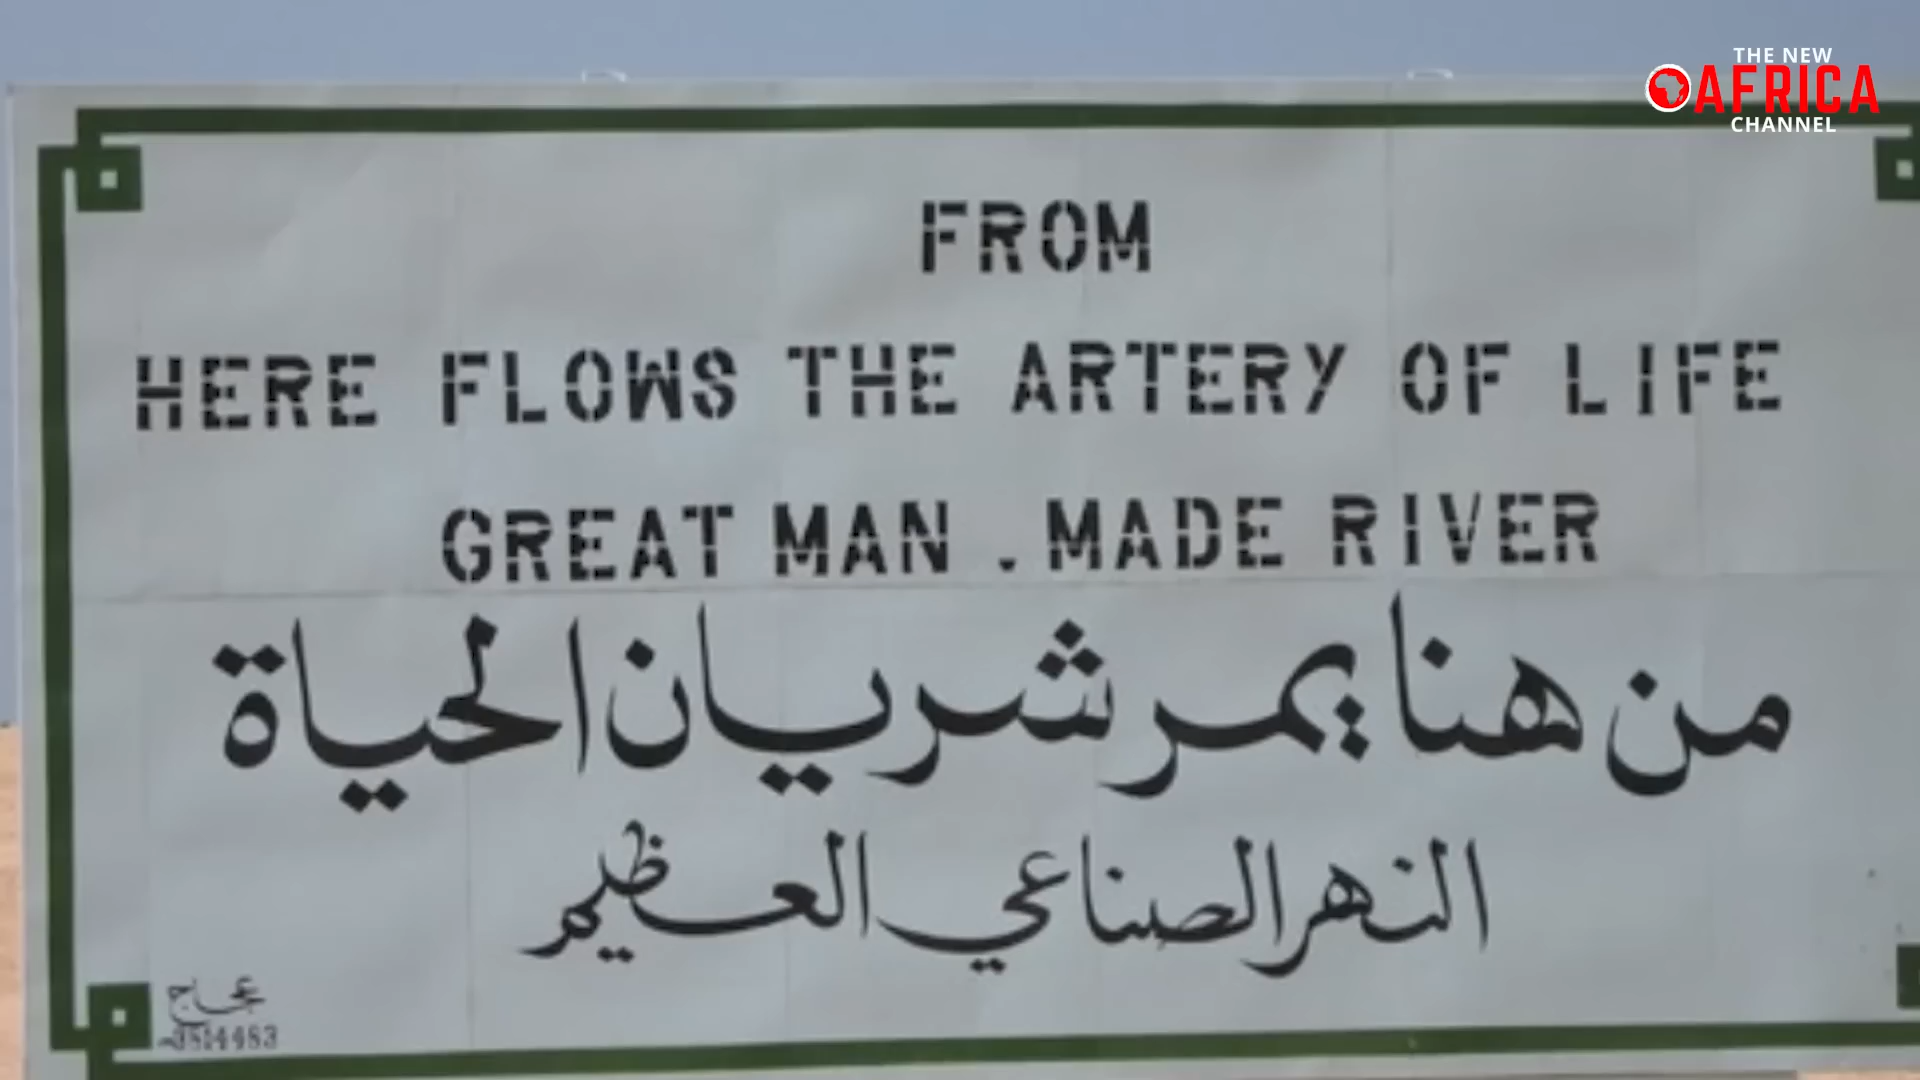 THE NEW
AFRICA
CHANNEL
FROM
HERE FLOWS THE ARTERY OF LIFE
GREAT MAN . MADE RIVER
من هنا يمر شريان الحياة
النهر الصناعي العظيم
عجاج